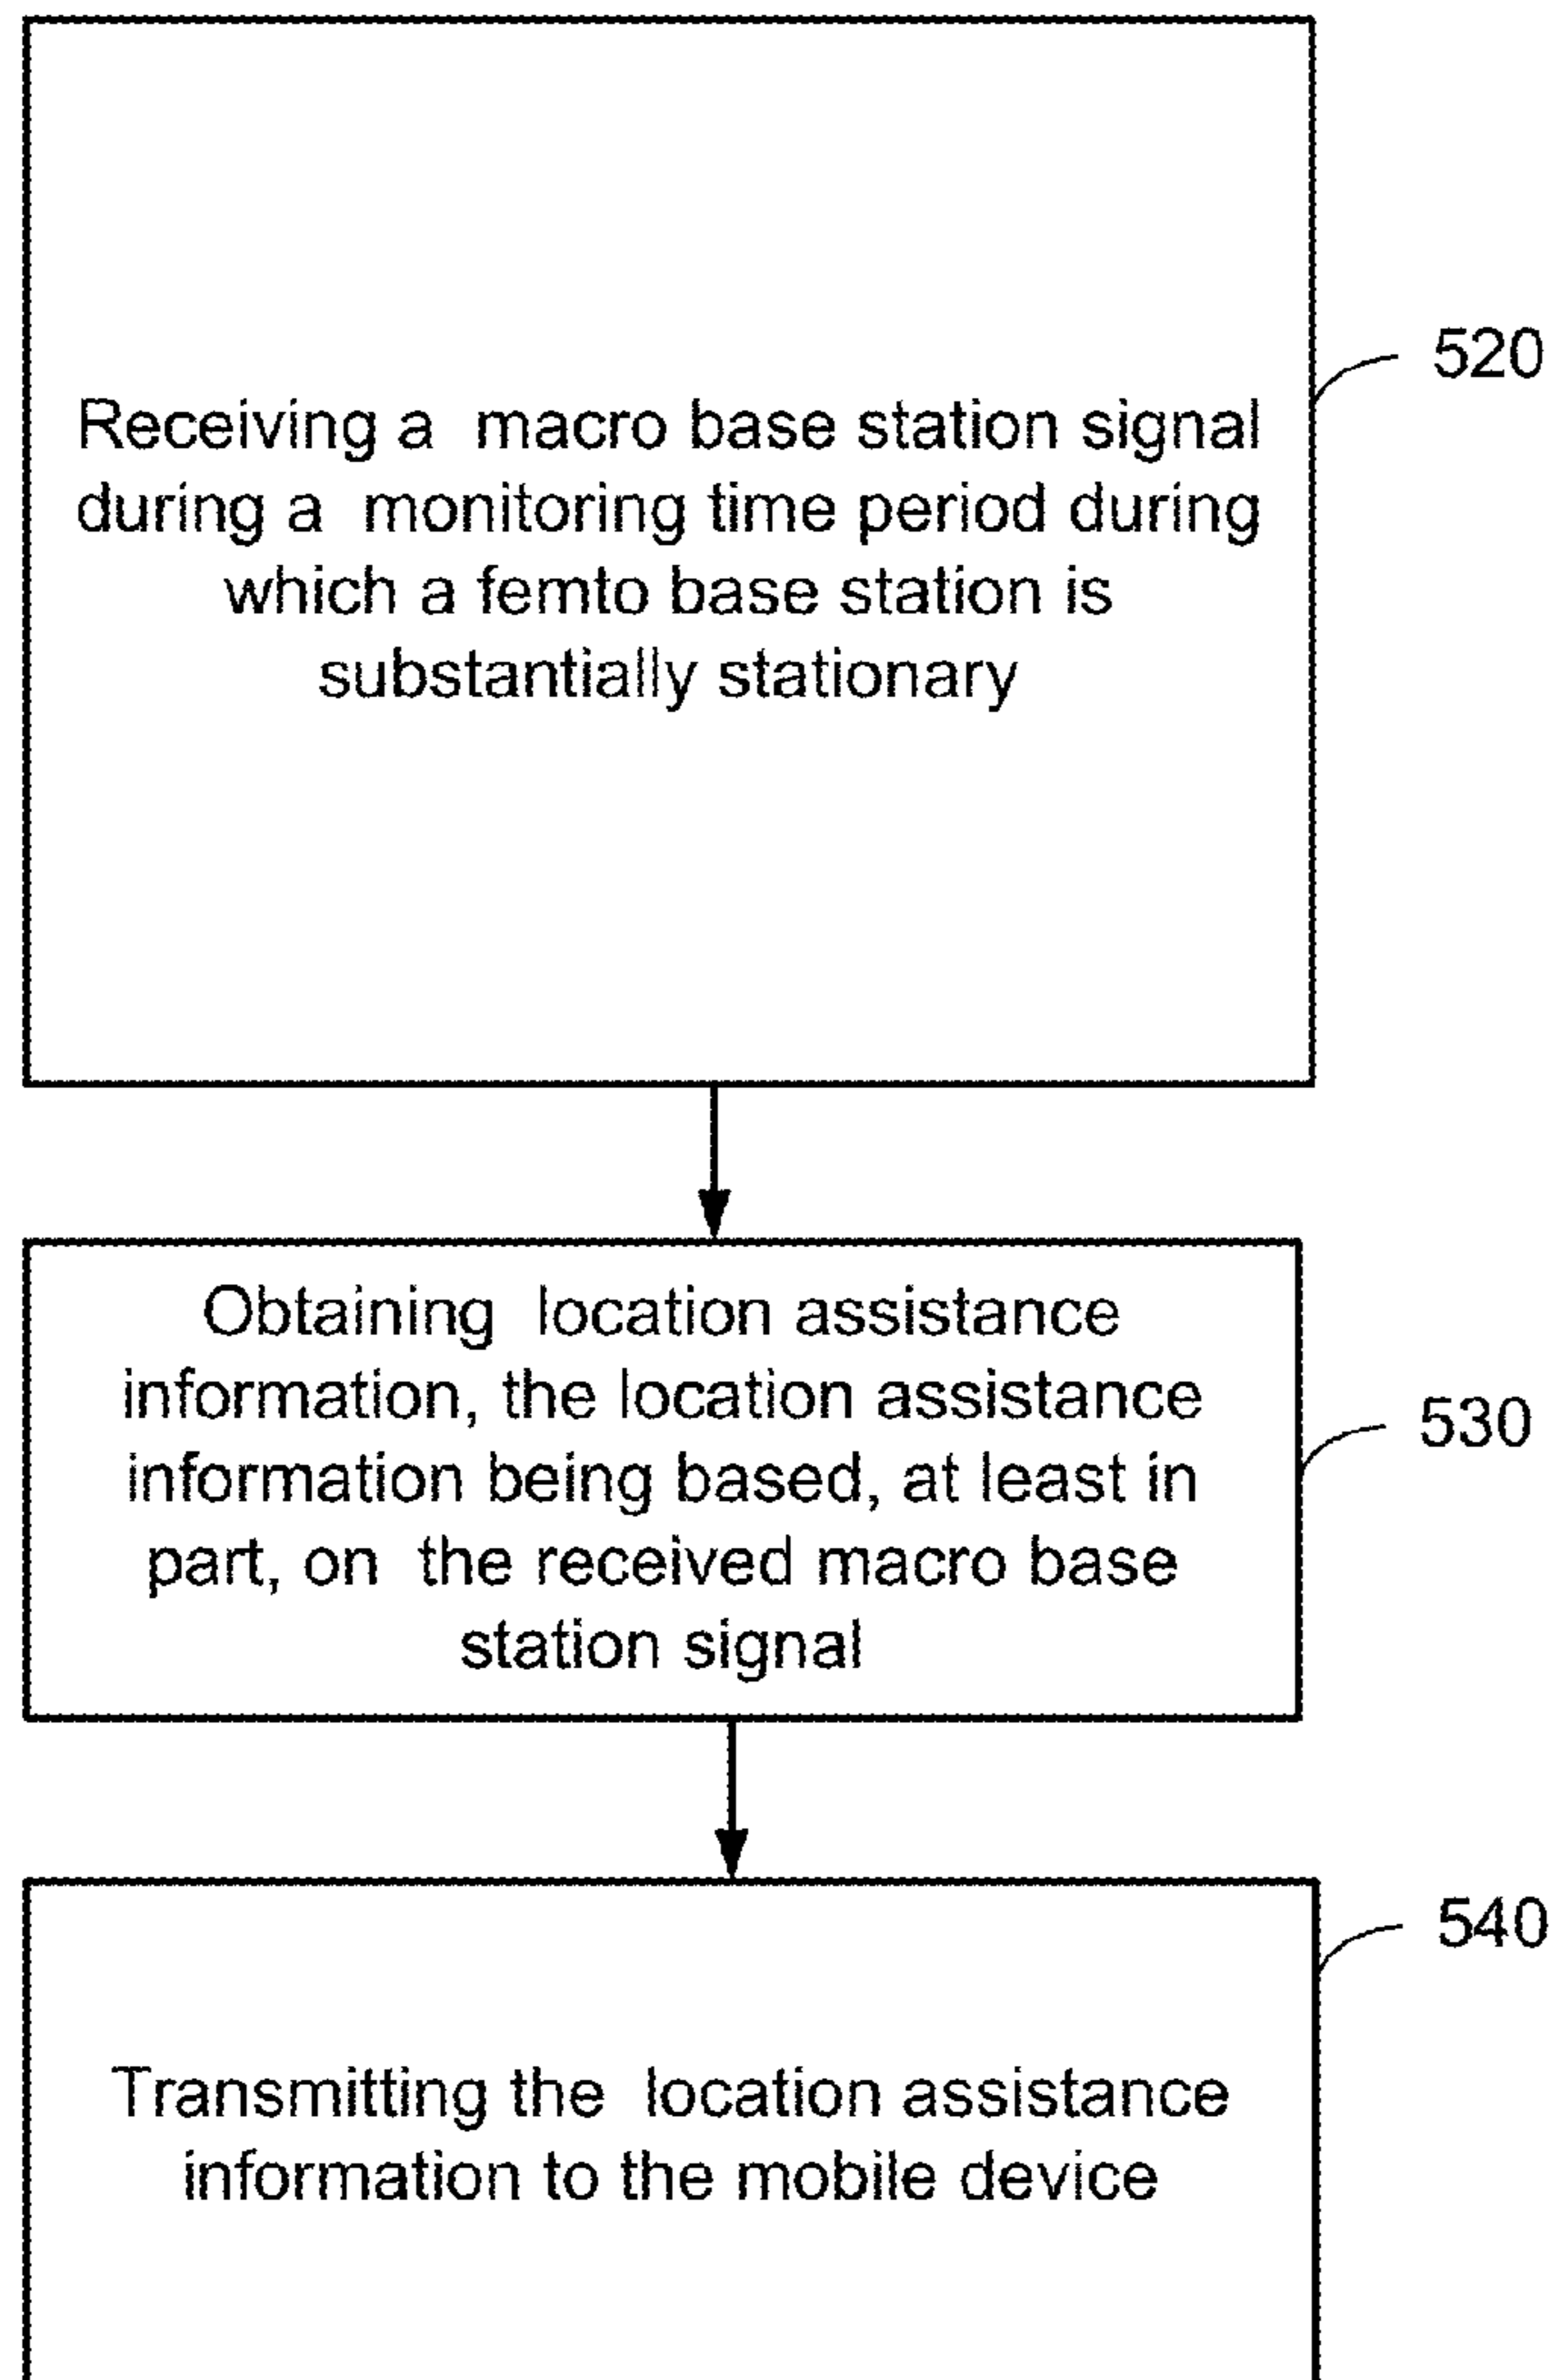 Receiving a macro base station signal
during a monitoring time period during
which a femto base station is
substantially stationary
520
Obtaining location assistance
information, the location assistance
information being based, at least in
part, on the received macro base
station signal
530
540
Transmitting the location assistance
information to the mobile device